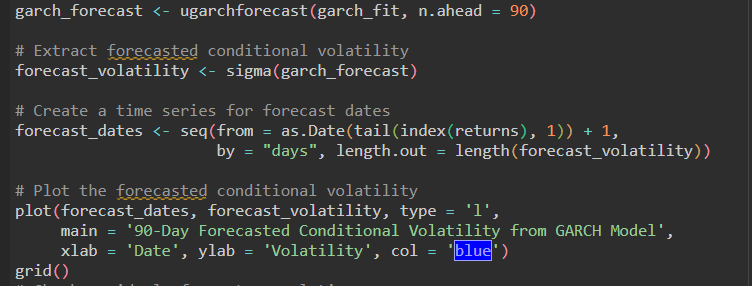 garch_forecast <- ugarchforecast(garch_fit, n.ahead = 90)
# Extract forecasted conditional volatility
forecast_volatility <- sigma(garch_forecast)
# Create a time series for forecast dates
forecast_dates <- seq(from = as.Date(tail(index(returns), 1)) + 1,
by = "days", length.out = length(forecast_volatility))
# Plot the forecasted conditional volatility
plot(forecast_dates, forecast_volatility, type = 'l',
main = '90-Day Forecasted Conditional Volatility from GARCH Model',
xlab = 'Date', ylab = 'Volatility', col = 'blue')
grid()